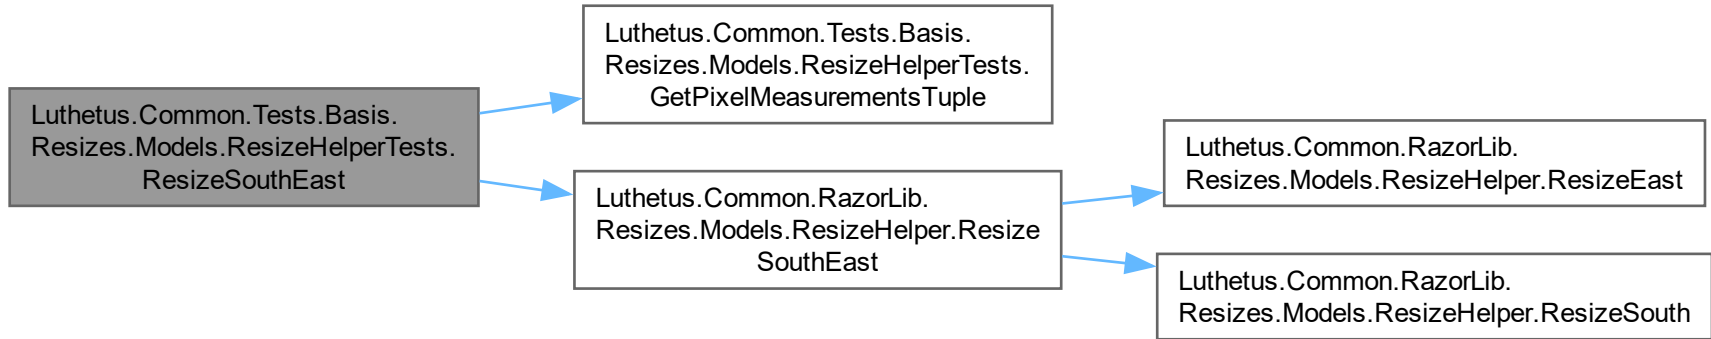 Luthetus.Common.Tests.Basis.
Resizes.Models.ResizeHelperTests.
ResizeSouthEast
Luthetus.Common.Tests.Basis.
Resizes.Models.ResizeHelperTests.
GetPixelMeasurementsTuple
Luthetus.Common.RazorLib.
Resizes.Models.ResizeHelper.Resize
SouthEast
Luthetus.Common.RazorLib.
Resizes.Models.ResizeHelper.ResizeEast
Luthetus.Common.RazorLib.
Resizes.Models.ResizeHelper.ResizeSouth